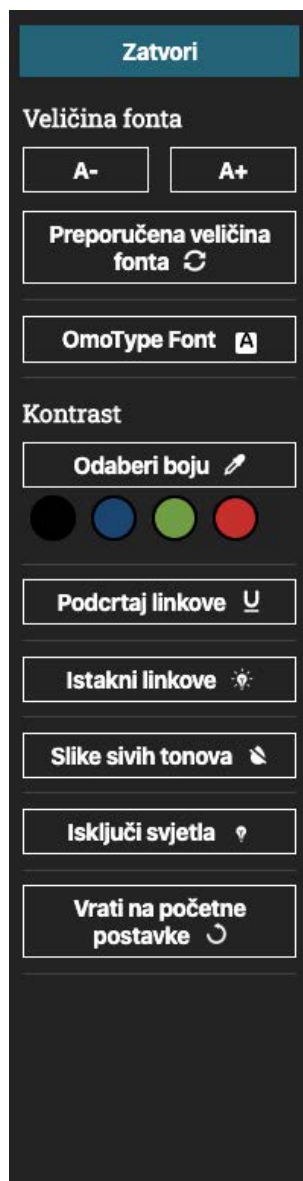 Zatvori
Veličina fonta
A-
A+
Preporučena veličina
fonta
OmoType Font A
Kontrast
Odaberi boju
Podcrtaj linkove
Istakni linkove
Slike sivih tonova
Isključi svjetla
Vrati na početne
postavke